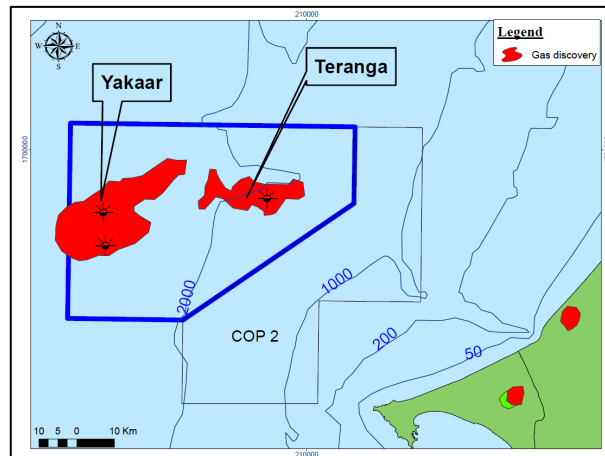 210000
N
W E
S
Legend
Gas discovery
Yakaar
Teranga
1700000
2000
1000
200
50
COP 2
10 5 0 10 Km
210000